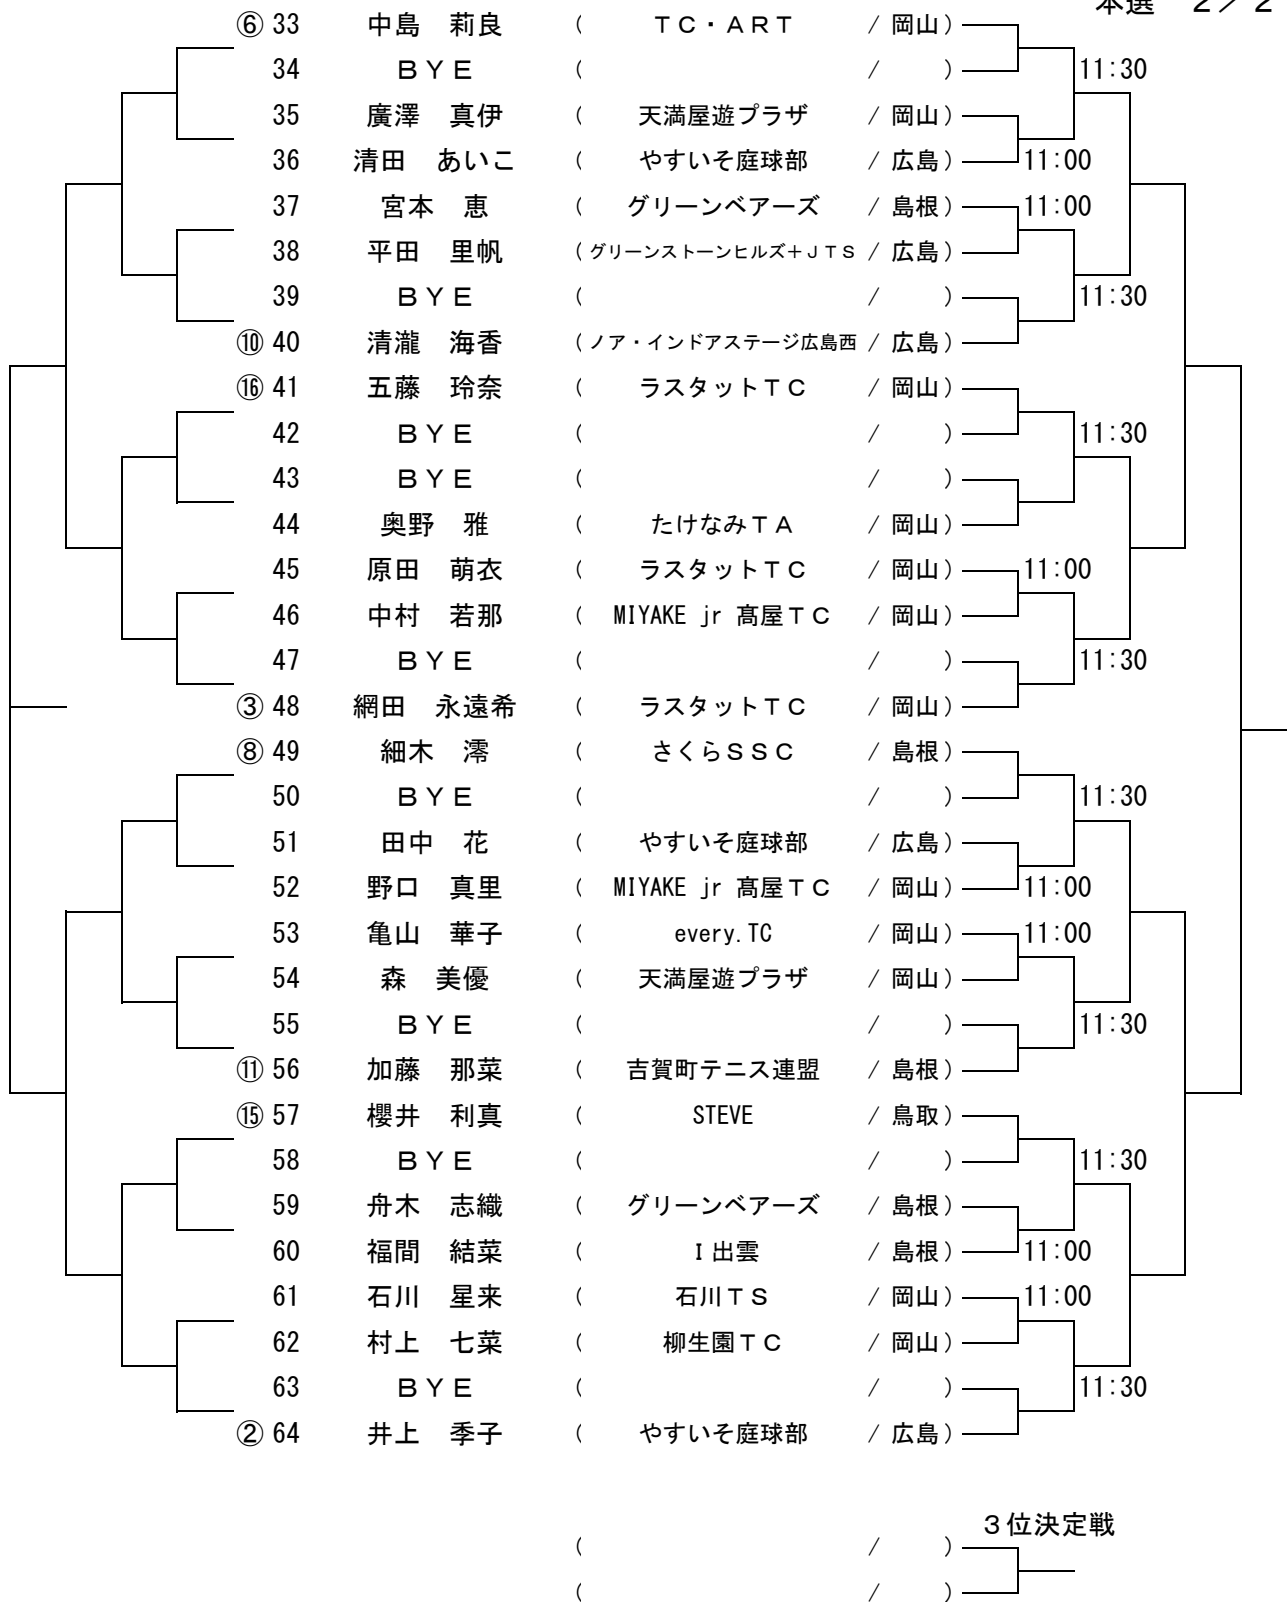 本選　２／２
⑥ 33 中島　莉良 ( ＴＣ・ＡＲＴ / 岡山 )
34 ＢＹＥ ( / ) 11:30
35 廣澤　真伊 ( 天満屋遊プラザ / 岡山 )
36 清田　あいこ ( やすいそ庭球部 / 広島 ) 11:00
37 宮本　恵 ( グリーンベアーズ / 島根 ) 11:00
38 平田　里帆 ( グリーンストーンヒルズ＋ＪＴＳ / 広島 )
39 ＢＹＥ ( / ) 11:30
⑩ 40 清瀧　海香 ( ノア・インドアステージ広島西 / 広島 )
⑯ 41 五藤　玲奈 ( ラスタットＴＣ / 岡山 )
42 ＢＹＥ ( / ) 11:30
43 ＢＹＥ ( / )
44 奥野　雅 ( たけなみＴＡ / 岡山 )
45 原田　萌衣 ( ラスタットＴＣ / 岡山 ) 11:00
46 中村　若那 ( MIYAKE jr 髙屋ＴＣ / 岡山 )
47 ＢＹＥ ( / ) 11:30
③ 48 網田　永遠希 ( ラスタットＴＣ / 岡山 )
⑧ 49 細木　澪 ( さくらＳＳＣ / 島根 )
50 ＢＹＥ ( / ) 11:30
51 田中　花 ( やすいそ庭球部 / 広島 )
52 野口　真里 ( MIYAKE jr 髙屋ＴＣ / 岡山 ) 11:00
53 亀山　華子 ( every.TC / 岡山 ) 11:00
54 森　美優 ( 天満屋遊プラザ / 岡山 )
55 ＢＹＥ ( / ) 11:30
⑪ 56 加藤　那菜 ( 吉賀町テニス連盟 / 島根 )
⑮ 57 櫻井　利真 ( STEVE / 鳥取 )
58 ＢＹＥ ( / ) 11:30
59 舟木　志織 ( グリーンベアーズ / 島根 )
60 福間　結菜 ( Ｉ出雲 / 島根 ) 11:00
61 石川　星来 ( 石川ＴＳ / 岡山 ) 11:00
62 村上　七菜 ( 柳生園ＴＣ / 岡山 )
63 ＢＹＥ ( / ) 11:30
② 64 井上　季子 ( やすいそ庭球部 / 広島 )
３位決定戦
( / )
( / )